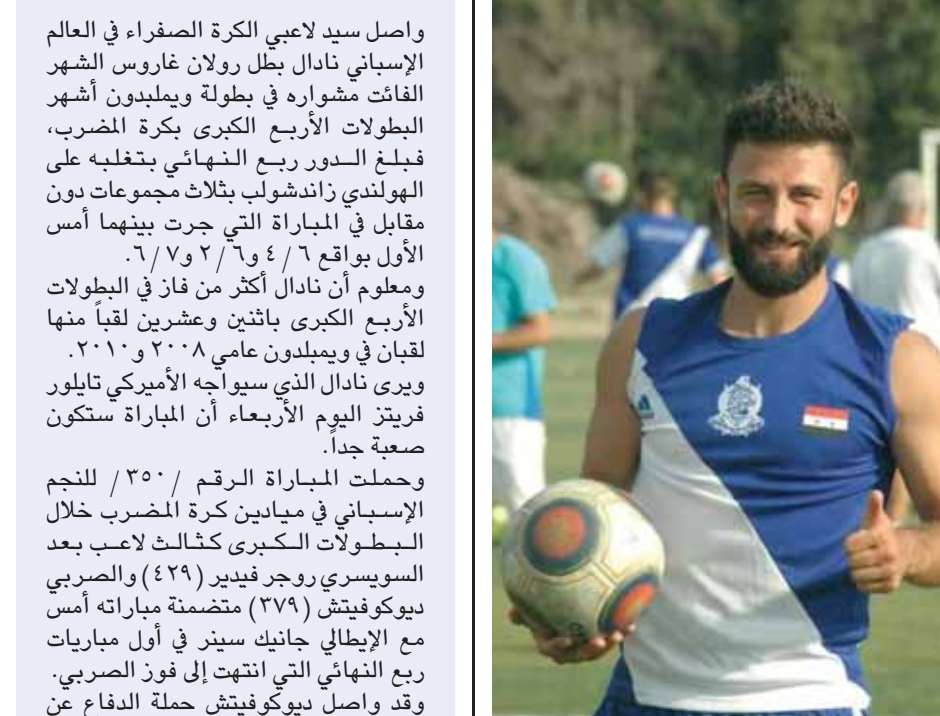 واصل سيد لاعبي الكرة الصفراء في العالم
الإسباني نادال بطل رولان غاروس الشهر
الفائت مشواره في بطولة ويملبدون أشهر
البطولات الأربع الكبرى بكرة المضرب،
فبلغ الدور ربع النهائي بتغلبه على
الهولندي زاندشولب بثلاث مجموعات دون
مقابل في المباراة التي جرت بينهما أمس
الأول بواقع ٦/٤ و٦/٢ و٧/٦.
ومعلوم أن نادال أكثر من فاز في البطولات
الأربع الكبرى باثنين وعشرين لقباً منها
لقبان في ويمبلدون عامي ٢٠٠٨ و٢٠١٠.
ويرى نادال الذي سيواجه الأميركي تايلور
فريتز اليوم الأربعاء أن المباراة ستكون
صعبة جداً.
وحملت المباراة الرقم /٣٥٠/ للنجم
الإسباني في ميادين كرة المضرب خلال
البطولات الكبرى كثالث لاعب بعد
السويسري روجر فيدير (٤٢٩) والصربي
ديوكوفيتش (٣٧٩) متضمنة مباراته أمس
مع الإيطالي جانيك سينر في أول مباريات
ربع النهائي التي انتهت إلى فوز الصربي.
وقد واصل ديوكوفيتش حملة الدفاع عن